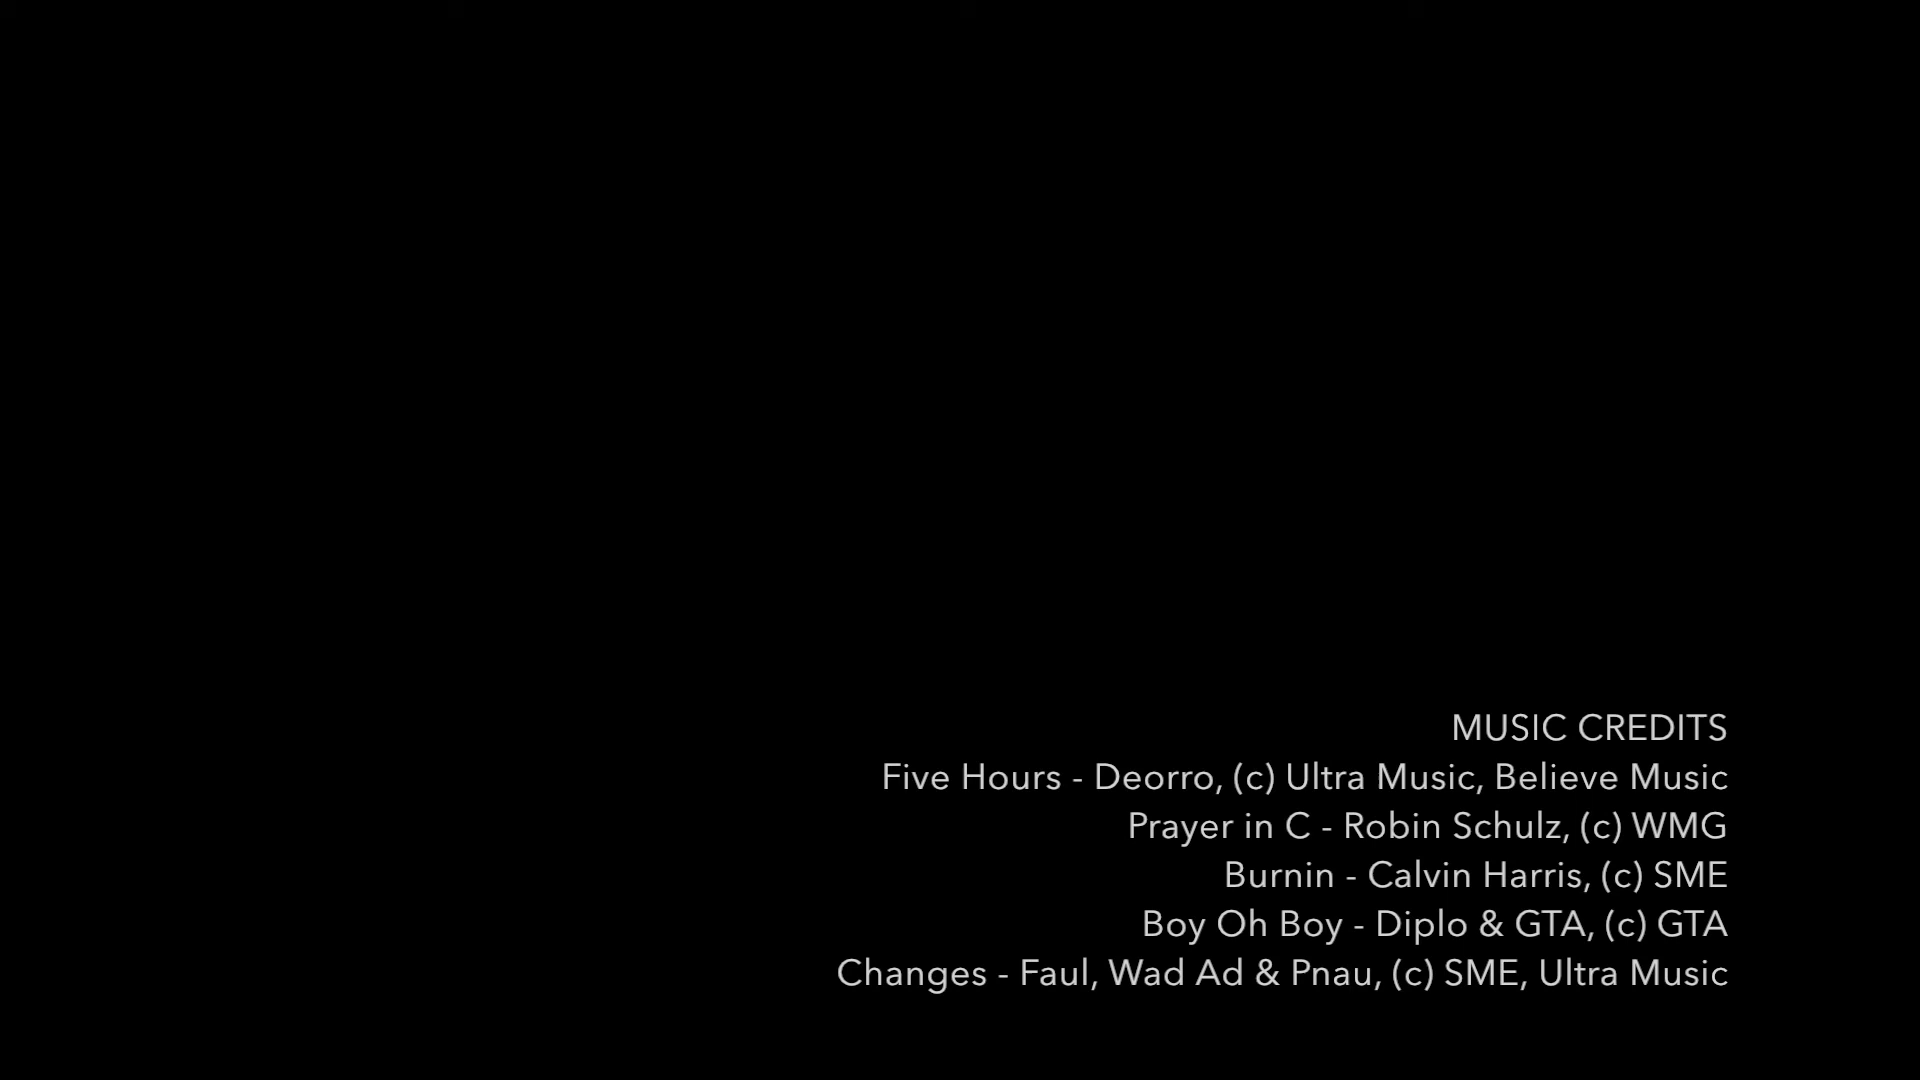 MUSIC CREDITS
Five Hours - Deorro, (c) Ultra Music, Believe Music
Prayer in C - Robin Schulz, (c) WMG
Burnin - Calvin Harris, (c) SME
Boy Oh Boy - Diplo & GTA, (c) GTA
Changes - Faul, Wad Ad & Pnau, (c) SME, Ultra Music